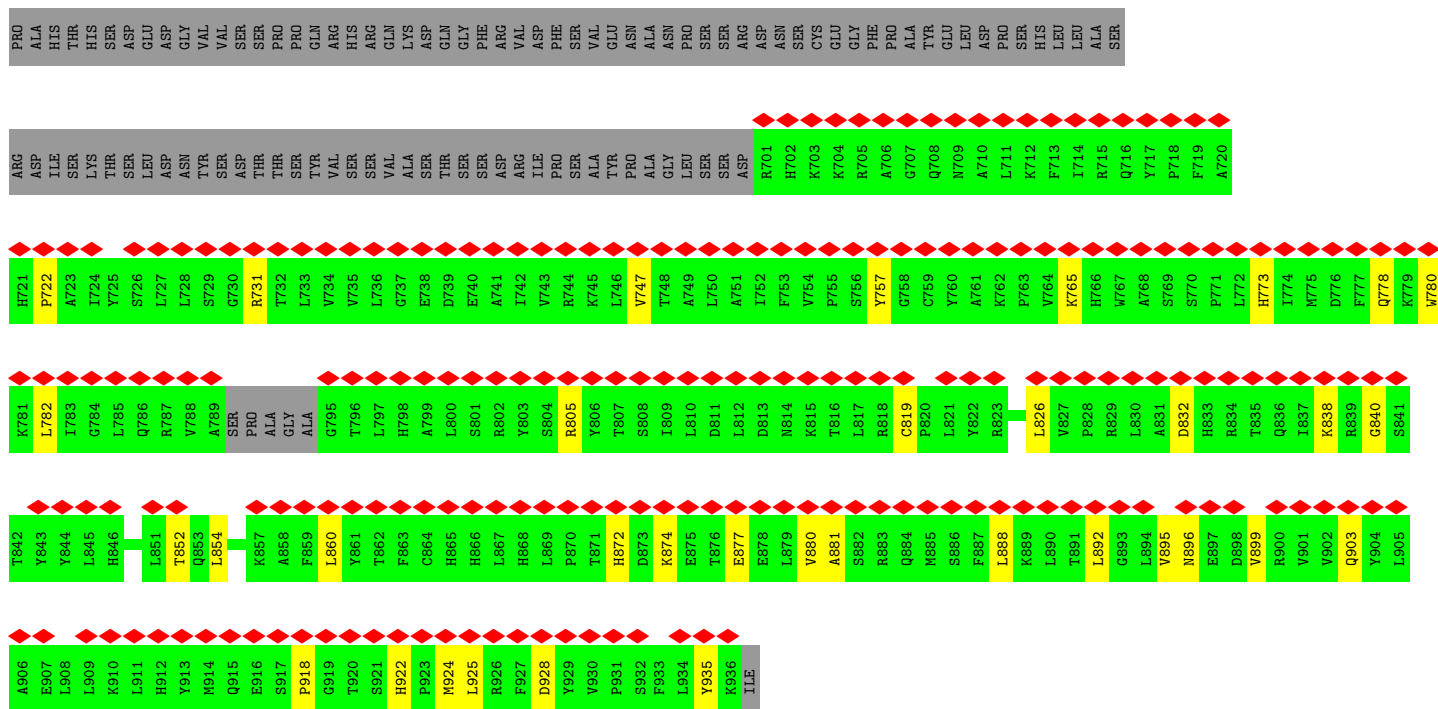 PRO ALA HIS THR HIS SER ASP GLU ASP GLY VAL VAL SER SER PRO PRO GLN ARG HIS ARG GLN LYS ASP GLN GLY PHE ARG VAL ASP PHE SER VAL GLU ASN ALA ASN PRO SER SER ARG ASP ASN SER CYS GLU GLY PHE PRO ALA TYR GLU LEU ASP PRO SER HIS LEU LEU ALA SER
ARG ASP ILE SER LYS THR SER LEU ASP ASN TYR SER ASP THR THR SER TYR VAL SER SER VAL ALA SER THR SER SER ASP ARG ILE PRO SER ALA TYR PRO ALA GLY LEU SER SER ASP R701 H702 K703 K704 R705 A706 G707 Q708 N709 A710 L711 K712 F713 I714 R715 Q716 Y717 P718 F719 A720
H721 P722 A723 I724 Y725 S726 L727 L728 S729 G730 R731 T732 L733 V734 V735 L736 G737 E738 D739 E740 A741 I742 V743 R744 K745 L746 V747 T748 A749 L750 A751 I752 F753 V754 P755 S756 Y757 G758 C759 Y760 A761 K762 P763 V764 K765 H766 W767 A768 S769 S770 P771 L772 H773 I774 M775 D776 F777 Q778 K779 W780
K781 L782 I783 G784 L785 Q786 R787 V788 A789 SER PRO ALA GLY ALA G795 T796 L797 H798 A799 L800 S801 R802 Y803 S804 R805 Y806 T807 S808 I809 L810 D811 L812 D813 N814 K815 T816 L817 R818 C819 P820 L821 Y822 R823 L826 V827 P828 R829 L830 A831 D832 H833 R834 T835 Q836 I837 K838 R839 G840 S841
T842 Y843 Y844 L845 H846 L851 T852 Q853 L854 K857 A858 F859 L860 Y861 T862 F863 C864 H865 H866 L867 H868 L869 P870 T871 H872 D873 K874 E875 T876 E877 E878 L879 V880 A881 S882 R883 Q884 M885 S886 F887 L888 K889 L890 T891 L892 G893 L894 V895 N896 E897 D898 V899 R900 V901 V902 Q903 Y904 L905
A906 E907 L908 L909 K910 L911 H912 Y913 M914 Q915 E916 S917 P918 G919 T920 S921 H922 P923 M924 L925 R926 F927 D928 Y929 V930 P931 S932 F933 L934 Y935 K936 ILE